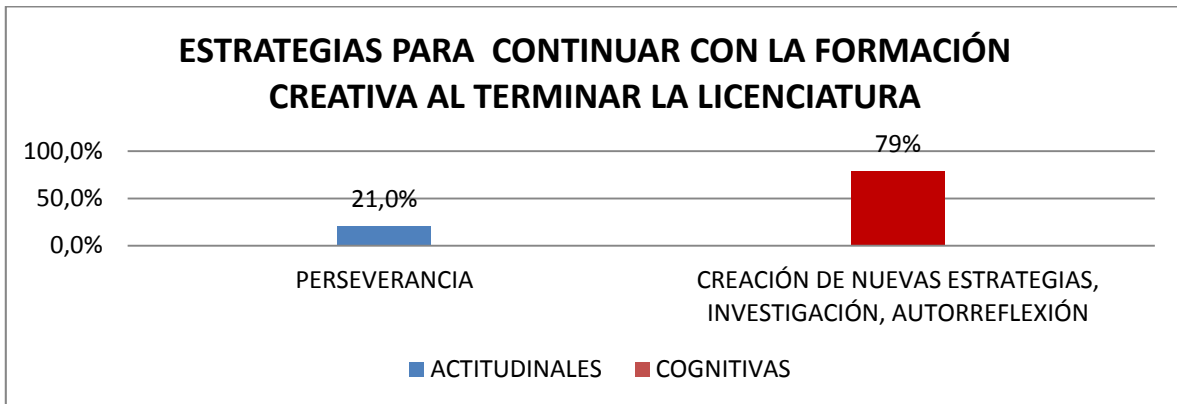 ESTRATEGIAS PARA CONTINUAR CON LA FORMACIÓN
CREATIVA AL TERMINAR LA LICENCIATURA
79%
100,0%
21,0%
50,0%
0,0%
PERSEVERANCIA
CREACIÓN DE NUEVAS ESTRATEGIAS,
INVESTIGACIÓN, AUTORREFLEXIÓN
ACTITUDINALES
COGNITIVAS